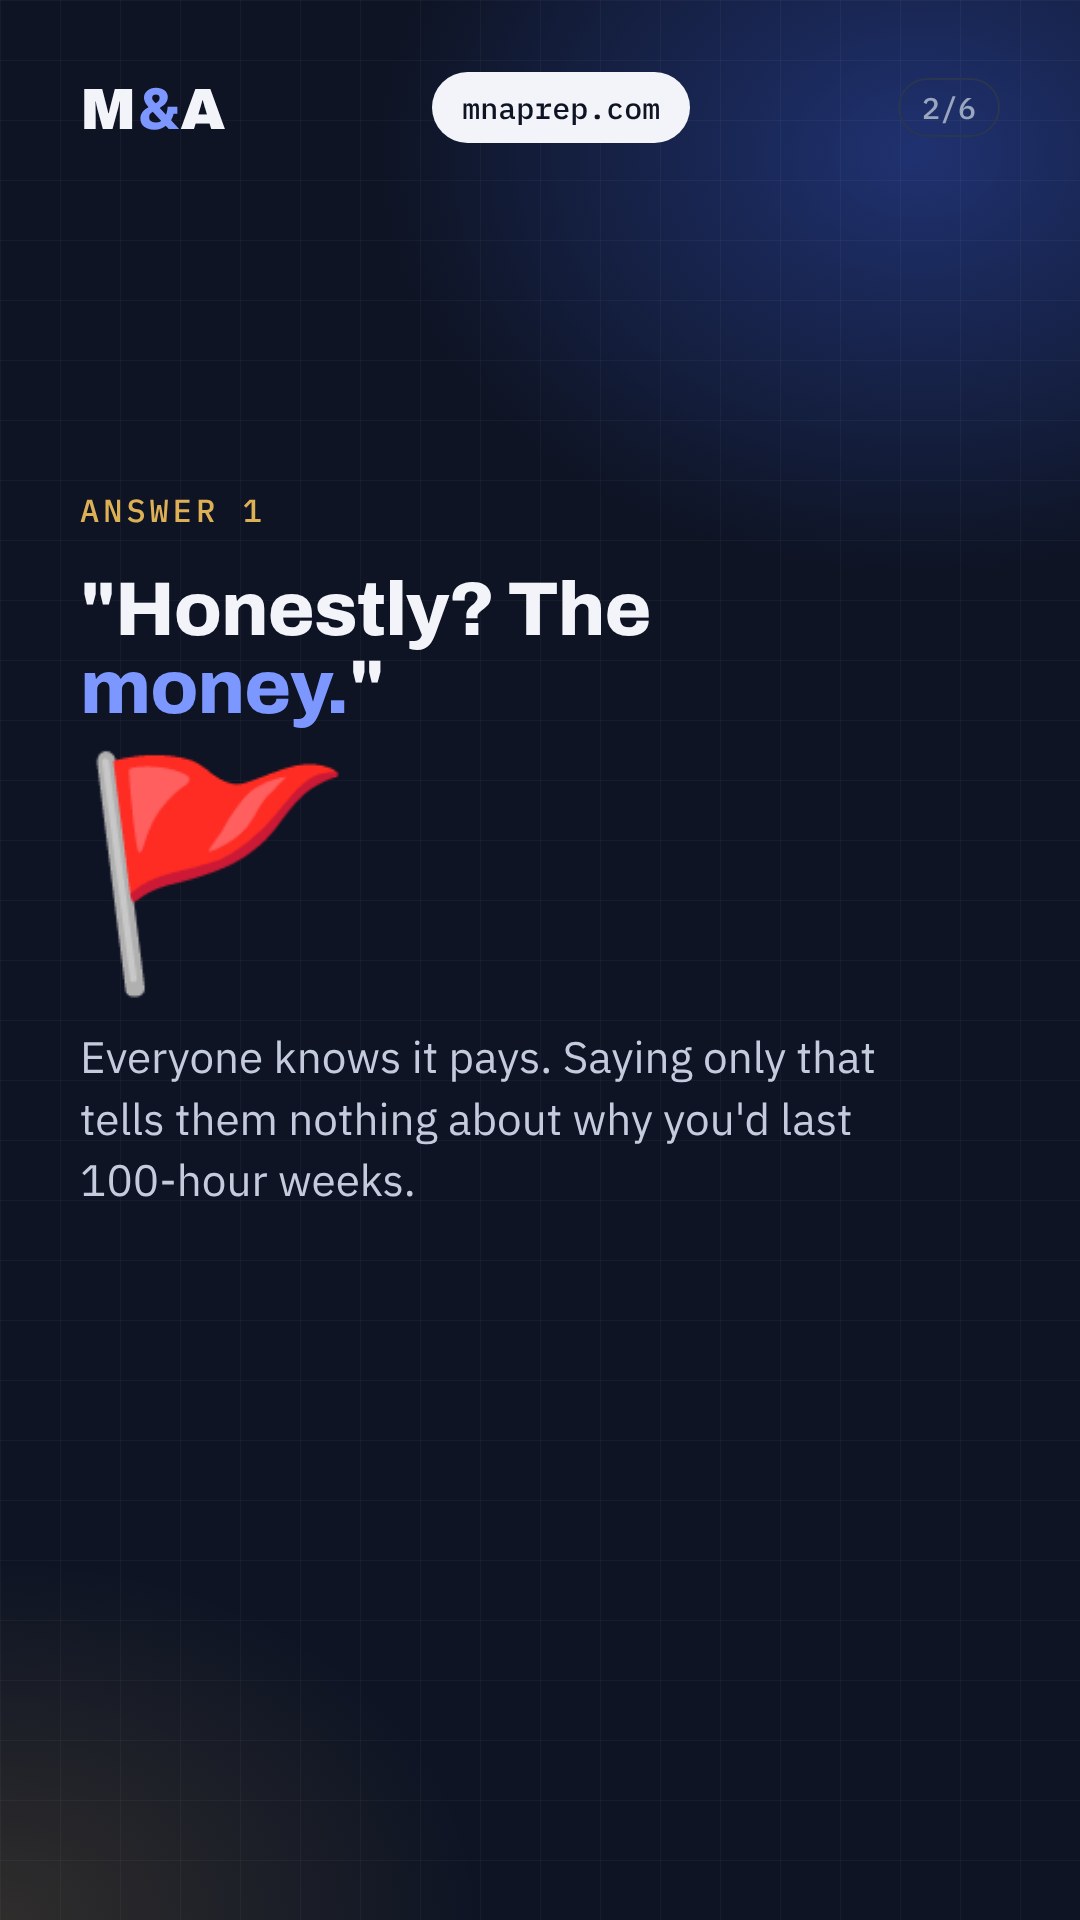 M&A
mnaprep.com
2/6
ANSWER 1
"Honestly? The
money."
Everyone knows it pays. Saying only that
tells them nothing about why you'd last
100-hour weeks.